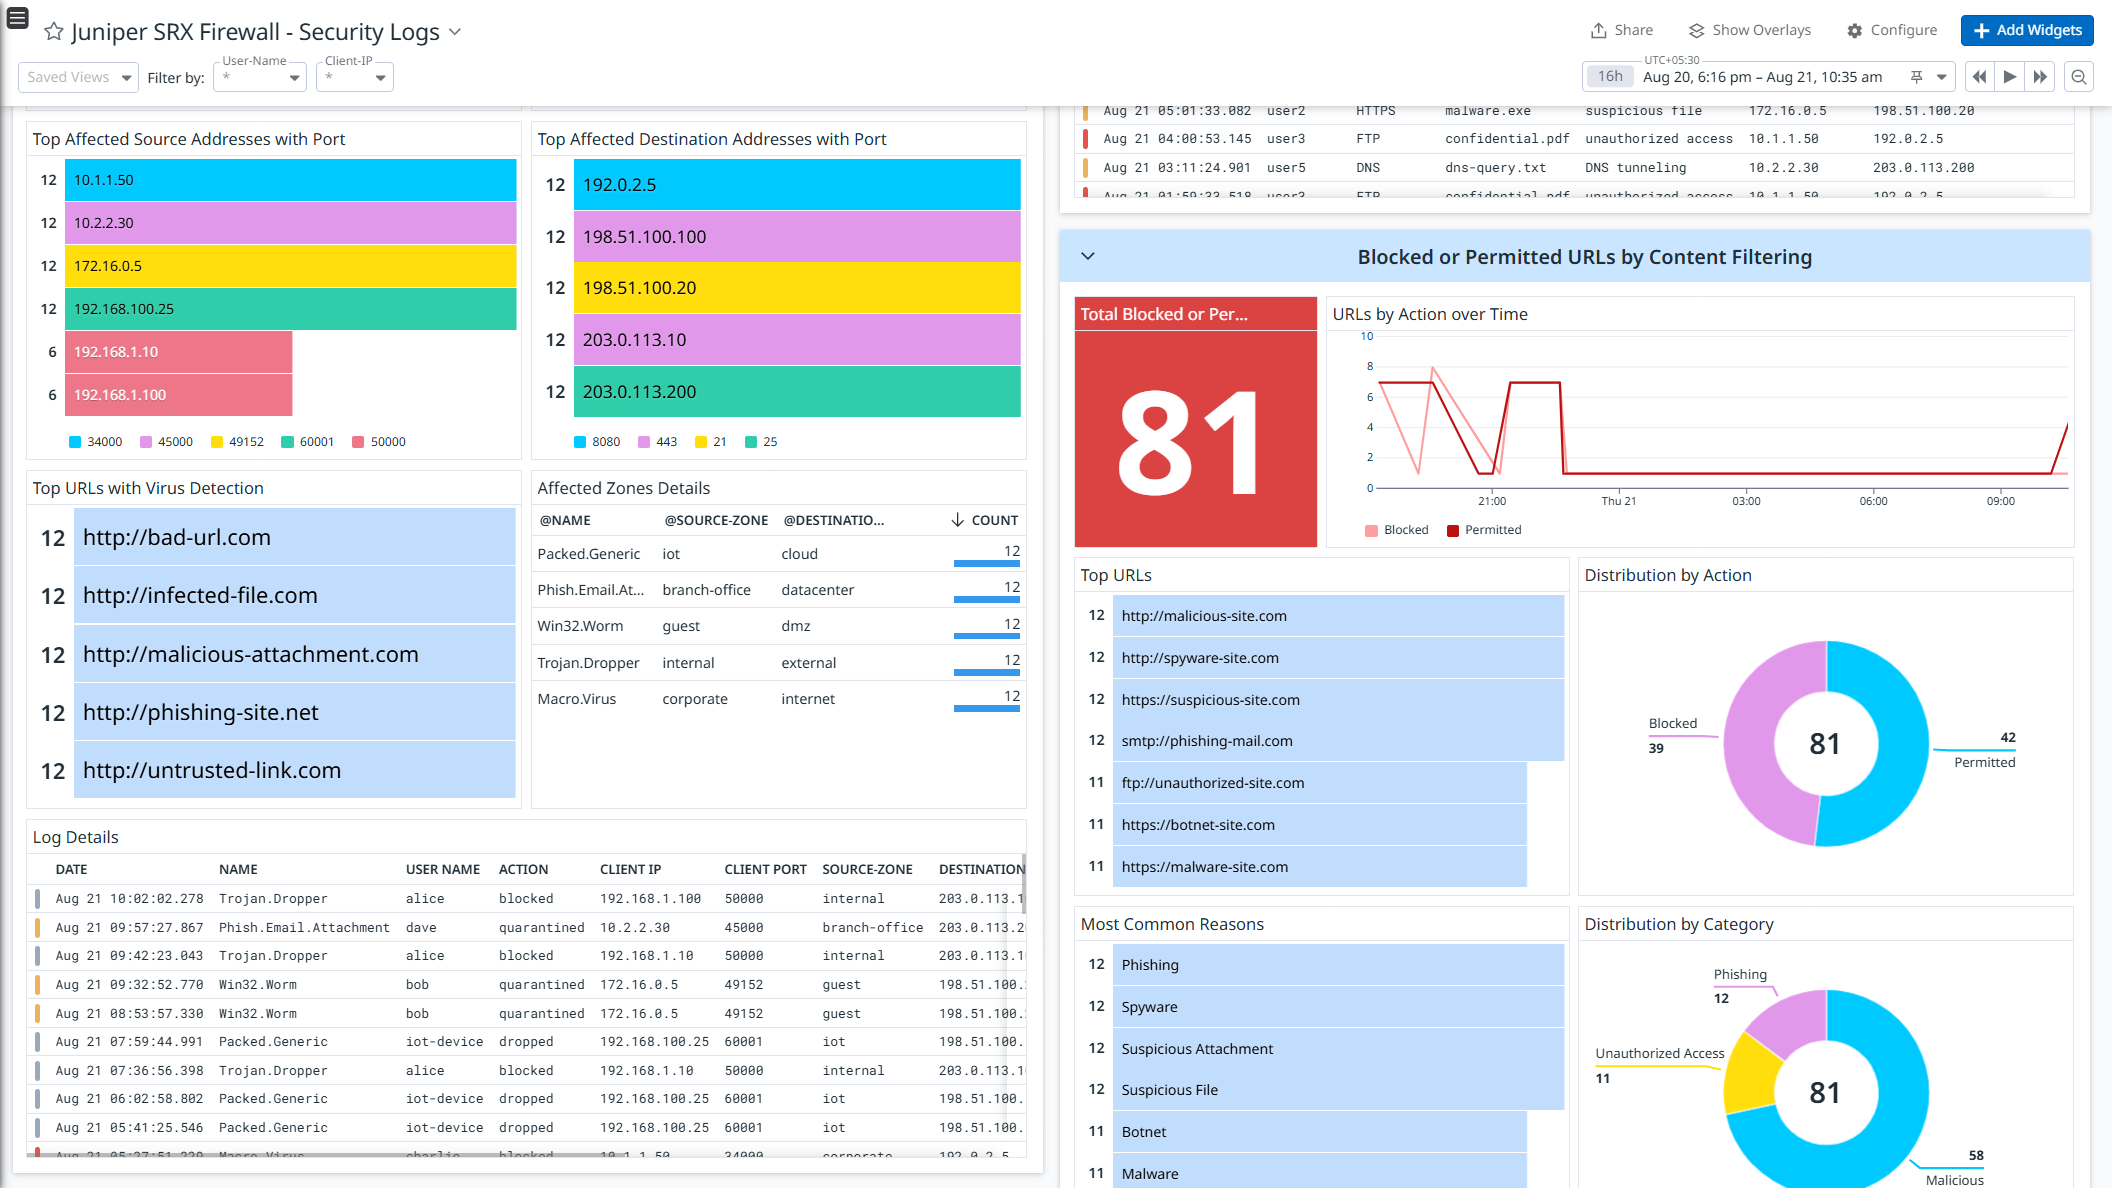 Juniper SRX Firewall - Security Logs
Share
Show Overlays
Configure
Add Widgets
Saved Views
Filter by:
User-Name
*
Client-IP
*
UTC+05:30
16h
Aug 20, 6:16 pm – Aug 21, 10:35 am
Top Affected Source Addresses with Port
12 10.1.1.50
12 10.2.2.30
12 172.16.0.5
12 192.168.100.25
6 192.168.1.10
6 192.168.1.100
34000 45000 49152 60001 50000
Top Affected Destination Addresses with Port
12 192.0.2.5
12 198.51.100.100
12 198.51.100.20
12 203.0.113.10
12 203.0.113.200
8080 443 21 25
Top URLs with Virus Detection
12 http://bad-url.com
12 http://infected-file.com
12 http://malicious-attachment.com
12 http://phishing-site.net
12 http://untrusted-link.com
Affected Zones Details
@NAME @SOURCE-ZONE @DESTINATIO... COUNT
Packed.Generic iot cloud 12
Phish.Email.At... branch-office datacenter 12
Win32.Worm guest dmz 12
Trojan.Dropper internal external 12
Macro.Virus corporate internet 12
Log Details
DATE NAME USER NAME ACTION CLIENT IP CLIENT PORT SOURCE-ZONE DESTINATION
Aug 21 10:02:02.278 Trojan.Dropper alice blocked 192.168.1.100 50000 internal 203.0.113.1
Aug 21 09:57:27.867 Phish.Email.Attachment dave quarantined 10.2.2.30 45000 branch-office 203.0.113.2
Aug 21 09:42:23.043 Trojan.Dropper alice blocked 192.168.1.10 50000 internal 203.0.113.1
Aug 21 09:32:52.770 Win32.Worm bob quarantined 172.16.0.5 49152 guest 198.51.100.
Aug 21 08:53:57.330 Win32.Worm bob quarantined 172.16.0.5 49152 guest 198.51.100.
Aug 21 07:59:44.991 Packed.Generic iot-device dropped 192.168.100.25 60001 iot 198.51.100.
Aug 21 07:36:56.398 Trojan.Dropper alice blocked 192.168.1.10 50000 internal 203.0.113.1
Aug 21 06:02:58.802 Packed.Generic iot-device dropped 192.168.100.25 60001 iot 198.51.100.
Aug 21 05:41:25.546 Packed.Generic iot-device dropped 192.168.100.25 60001 iot 198.51.100.
Aug 21 05:27:51.229 Macro.Virus charlie blocked 10.1.1.50 34000 corporate 192.0.2.5
Aug 21 05:01:33.082 user2 HTTPS malware.exe suspicious file 172.16.0.5 198.51.100.20
Aug 21 04:00:53.145 user3 FTP confidential.pdf unauthorized access 10.1.1.50 192.0.2.5
Aug 21 03:11:24.901 user5 DNS dns-query.txt DNS tunneling 10.2.2.30 203.0.113.200
Aug 21 01:59:33.518 user3 FTP confidential.pdf unauthorized access 10.1.1.50 192.0.2.5
Blocked or Permitted URLs by Content Filtering
Total Blocked or Per...
81
URLs by Action over Time
10
8
6
4
2
0
21:00 Thu 21 03:00 06:00 09:00
Blocked Permitted
Top URLs
12 http://malicious-site.com
12 http://spyware-site.com
12 https://suspicious-site.com
12 smtp://phishing-mail.com
11 ftp://unauthorized-site.com
11 https://botnet-site.com
11 https://malware-site.com
Distribution by Action
Blocked
39
81
42
Permitted
Most Common Reasons
12 Phishing
12 Spyware
12 Suspicious Attachment
12 Suspicious File
11 Botnet
11 Malware
Distribution by Category
Phishing
12
Unauthorized Access
11
81
58
Malicious